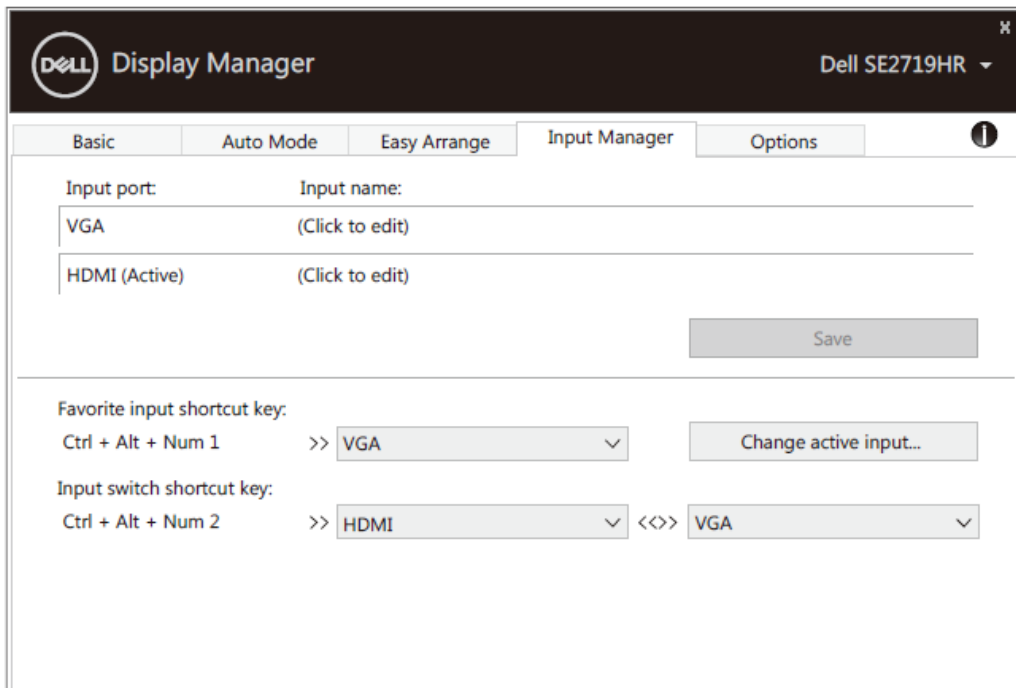 DELL Display Manager Dell SE2719HR
Basic Auto Mode Easy Arrange Input Manager Options
Input port: Input name:
VGA (Click to edit)
HDMI (Active) (Click to edit)
Save
Favorite input shortcut key:
Ctrl + Alt + Num 1 >> VGA Change active input...
Input switch shortcut key:
Ctrl + Alt + Num 2 >> HDMI <<>> VGA